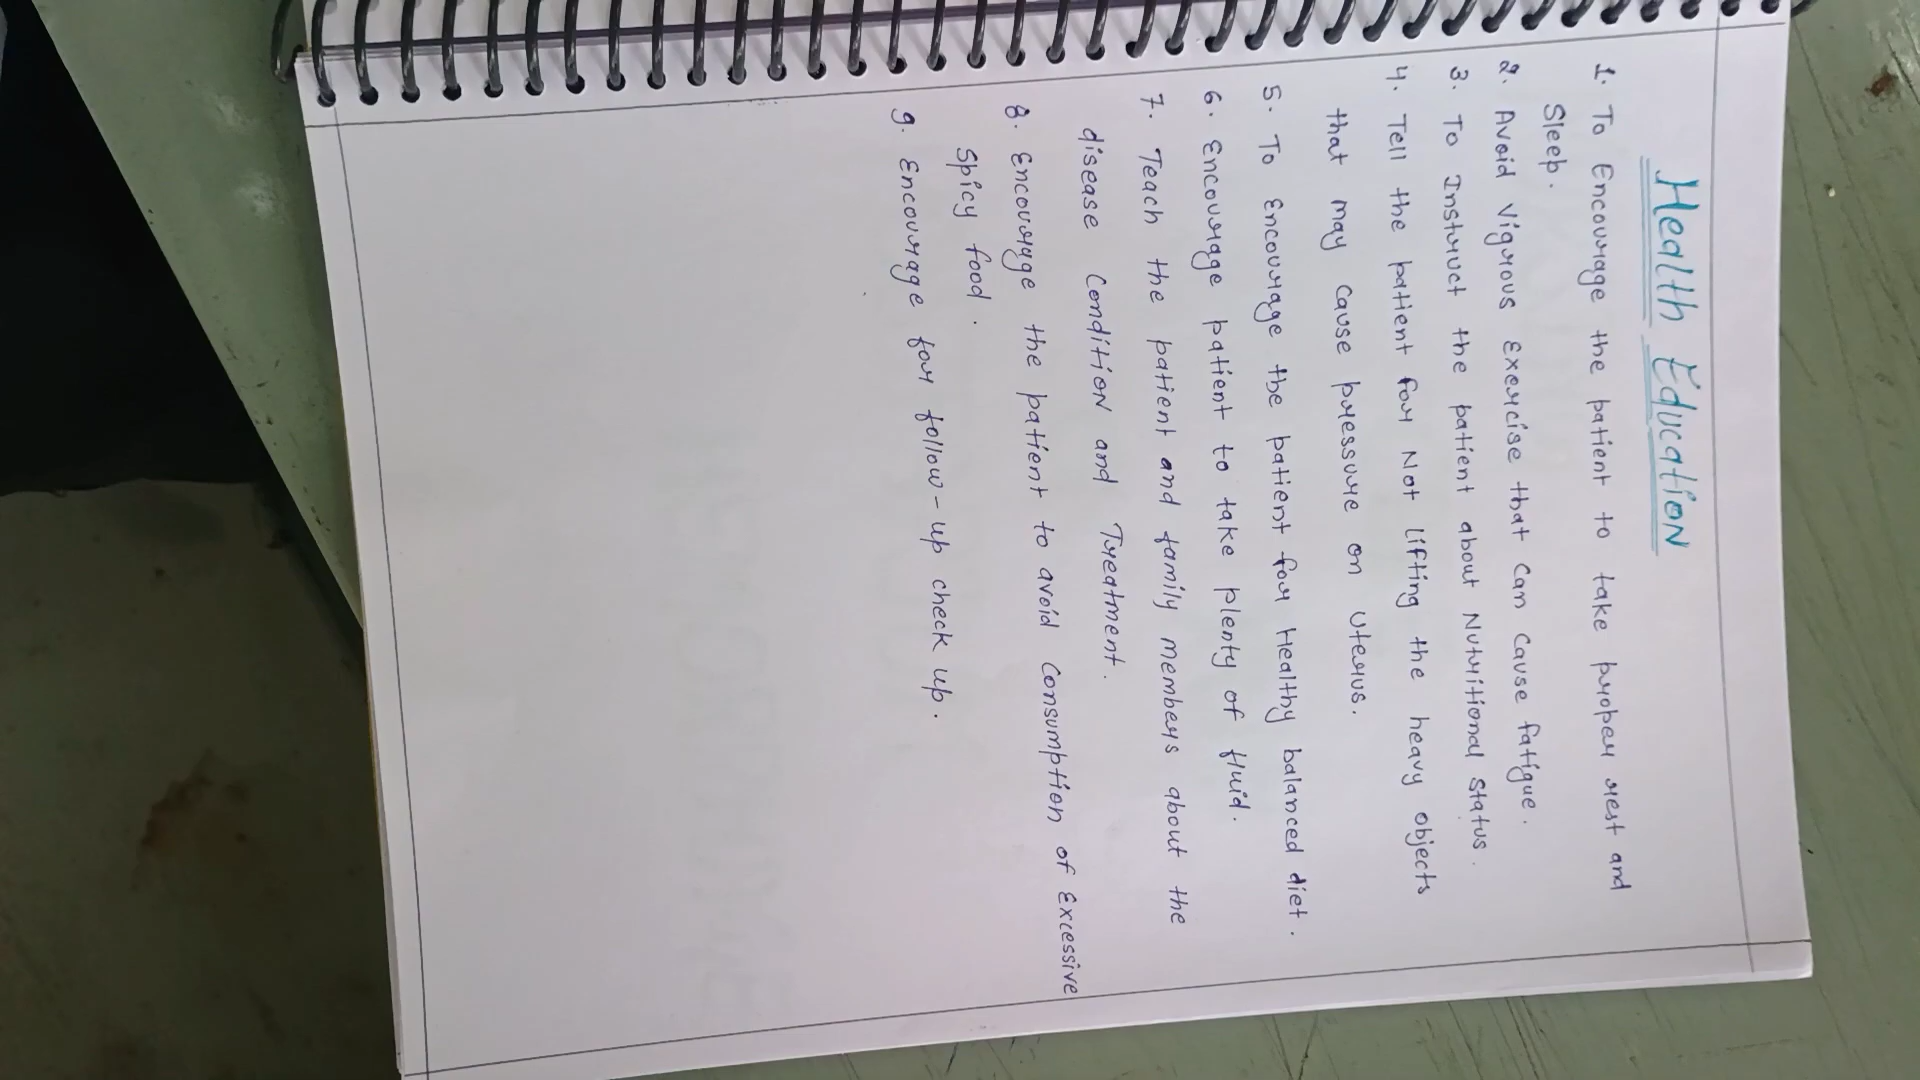 Health Education
1. To Encourage the patient to take proper rest and
Sleep.
2. Avoid vigrous exercise that can cause fatigue.
3. To Instruct the patient about Nutritional status.
4. Tell the patient for Not lifting the heavy objects
that may cause pressure on uterus.
5. To encourage the patient for Healthy balanced diet.
6. Encourage patient to take plenty of fluid.
7. Teach the patient and family members about the
disease condition and Treatment.
8. Encourage the patient to avoid consumption of excessive
spicy food.
9. Encourage for follow-up check up.